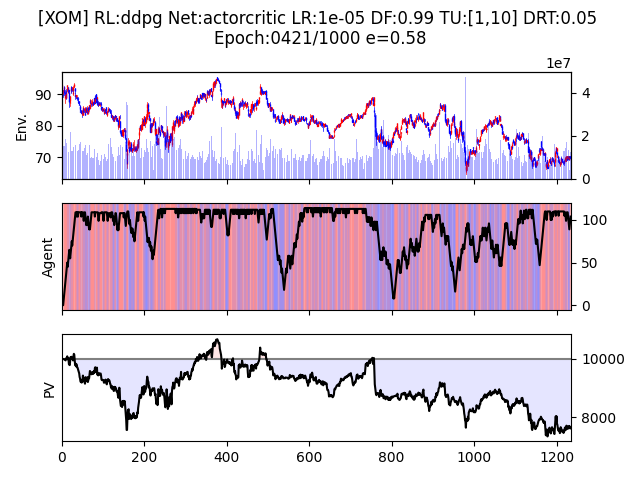 [XOM] RL:ddpg Net:actorcritic LR:1e-05 DF:0.99 TU:[1,10] DRT:0.05
Epoch:0421/1000 e=0.58
1e7
Env.
90
80
70
4
2
0
Agent
100
50
0
PV
10000
8000
0 200 400 600 800 1000 1200